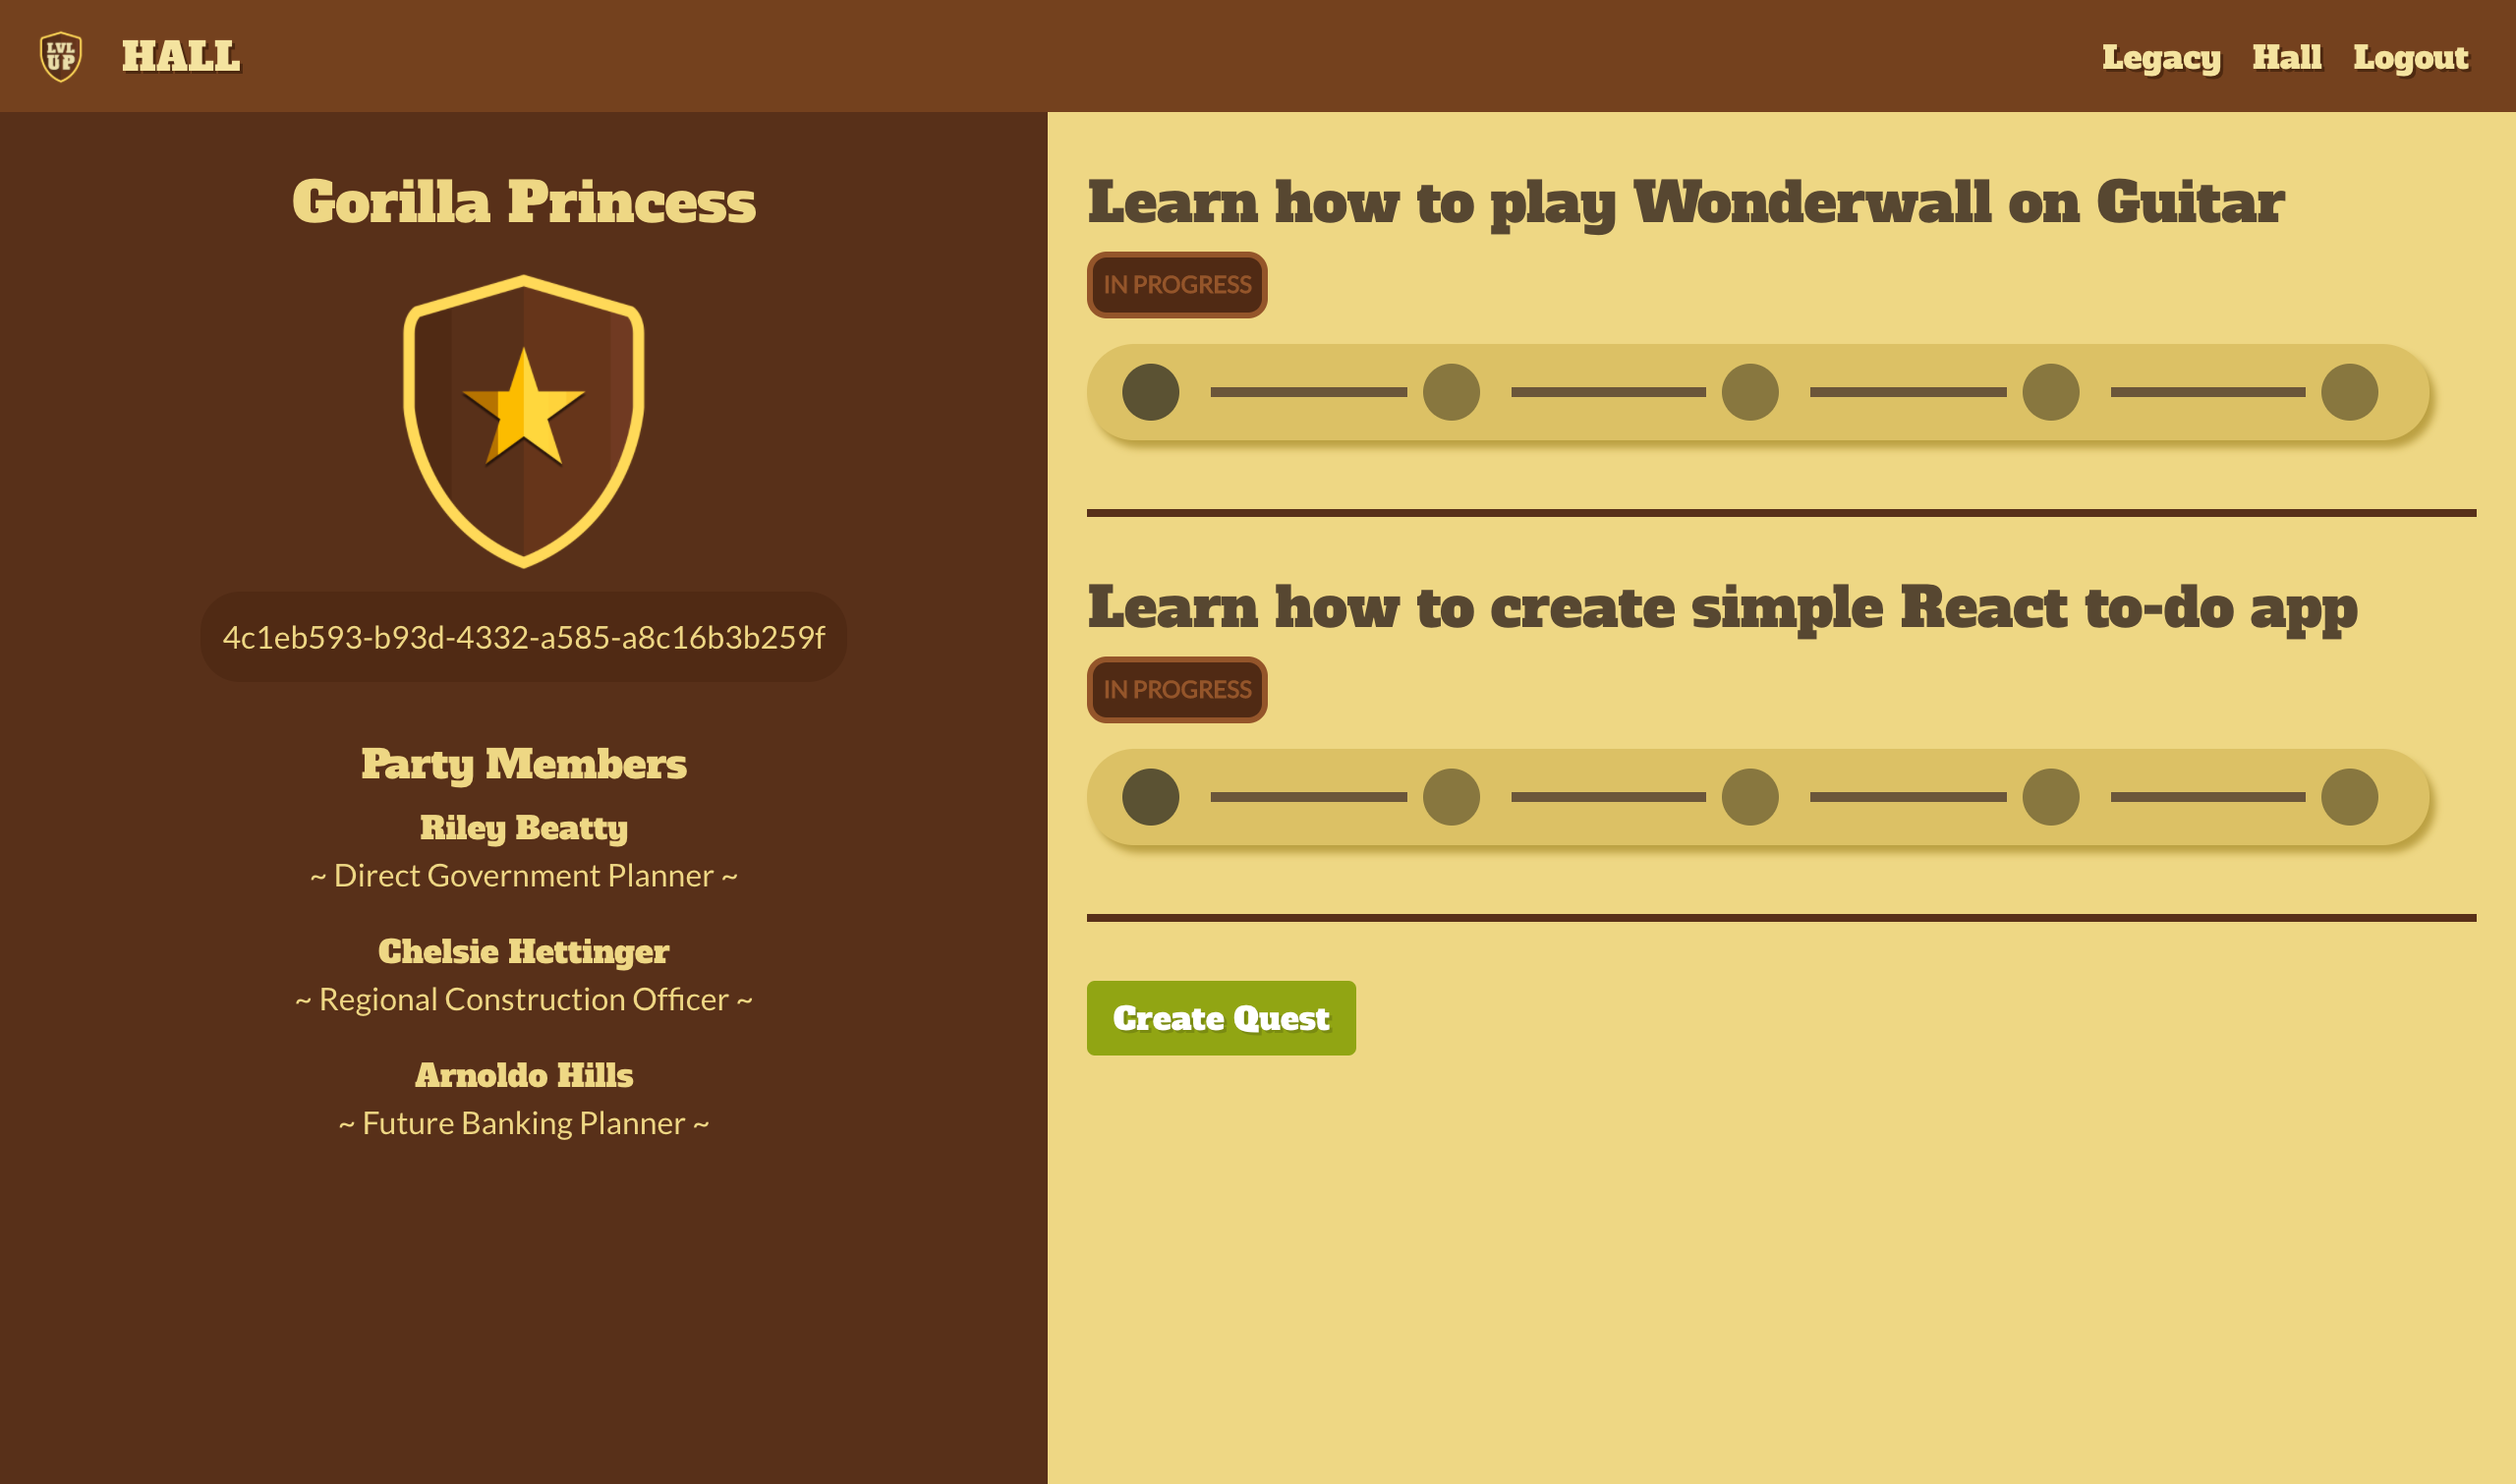 LVL
UP
HALL
Legacy Hall Logout
Gorilla Princess
4c1eb593-b93d-4332-a585-a8c16b3b259f
Party Members
Riley Beatty
~ Direct Government Planner ~
Chelsie Hettinger
~ Regional Construction Officer ~
Arnoldo Hills
~ Future Banking Planner ~
Learn how to play Wonderwall on Guitar
IN PROGRESS
Learn how to create simple React to-do app
IN PROGRESS
Create Quest